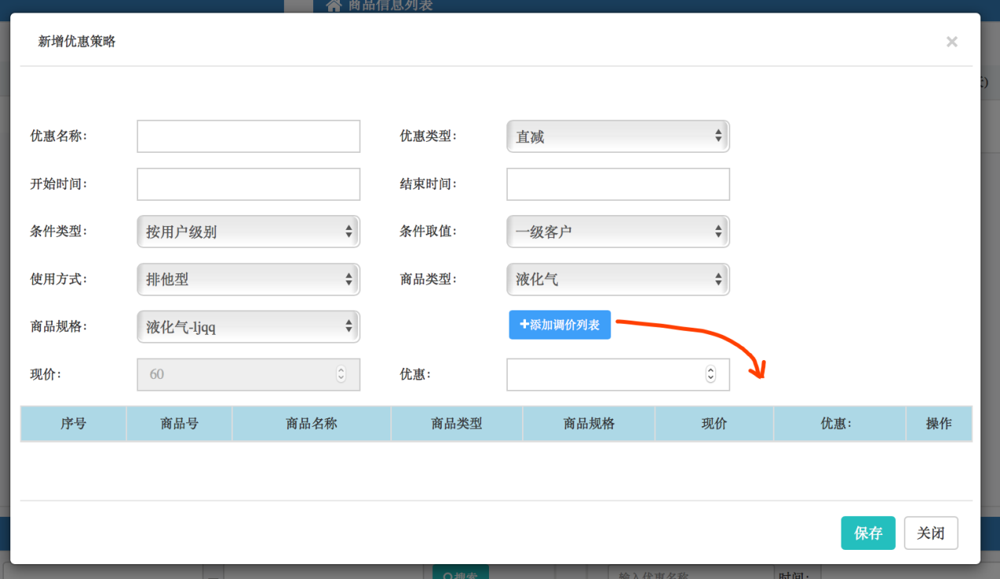 商品信息列表
新增优惠策略 ×
优惠名称: 优惠类型: 直减
开始时间: 结束时间:
条件类型: 按用户级别 条件取值: 一级客户
使用方式: 排他型 商品类型: 液化气
商品规格: 液化气-ljqq +添加调价列表
现价: 60 优惠:
序号 商品号 商品名称 商品类型 商品规格 现价 优惠: 操作
保存 关闭
搜索 输入优惠名称 时间: